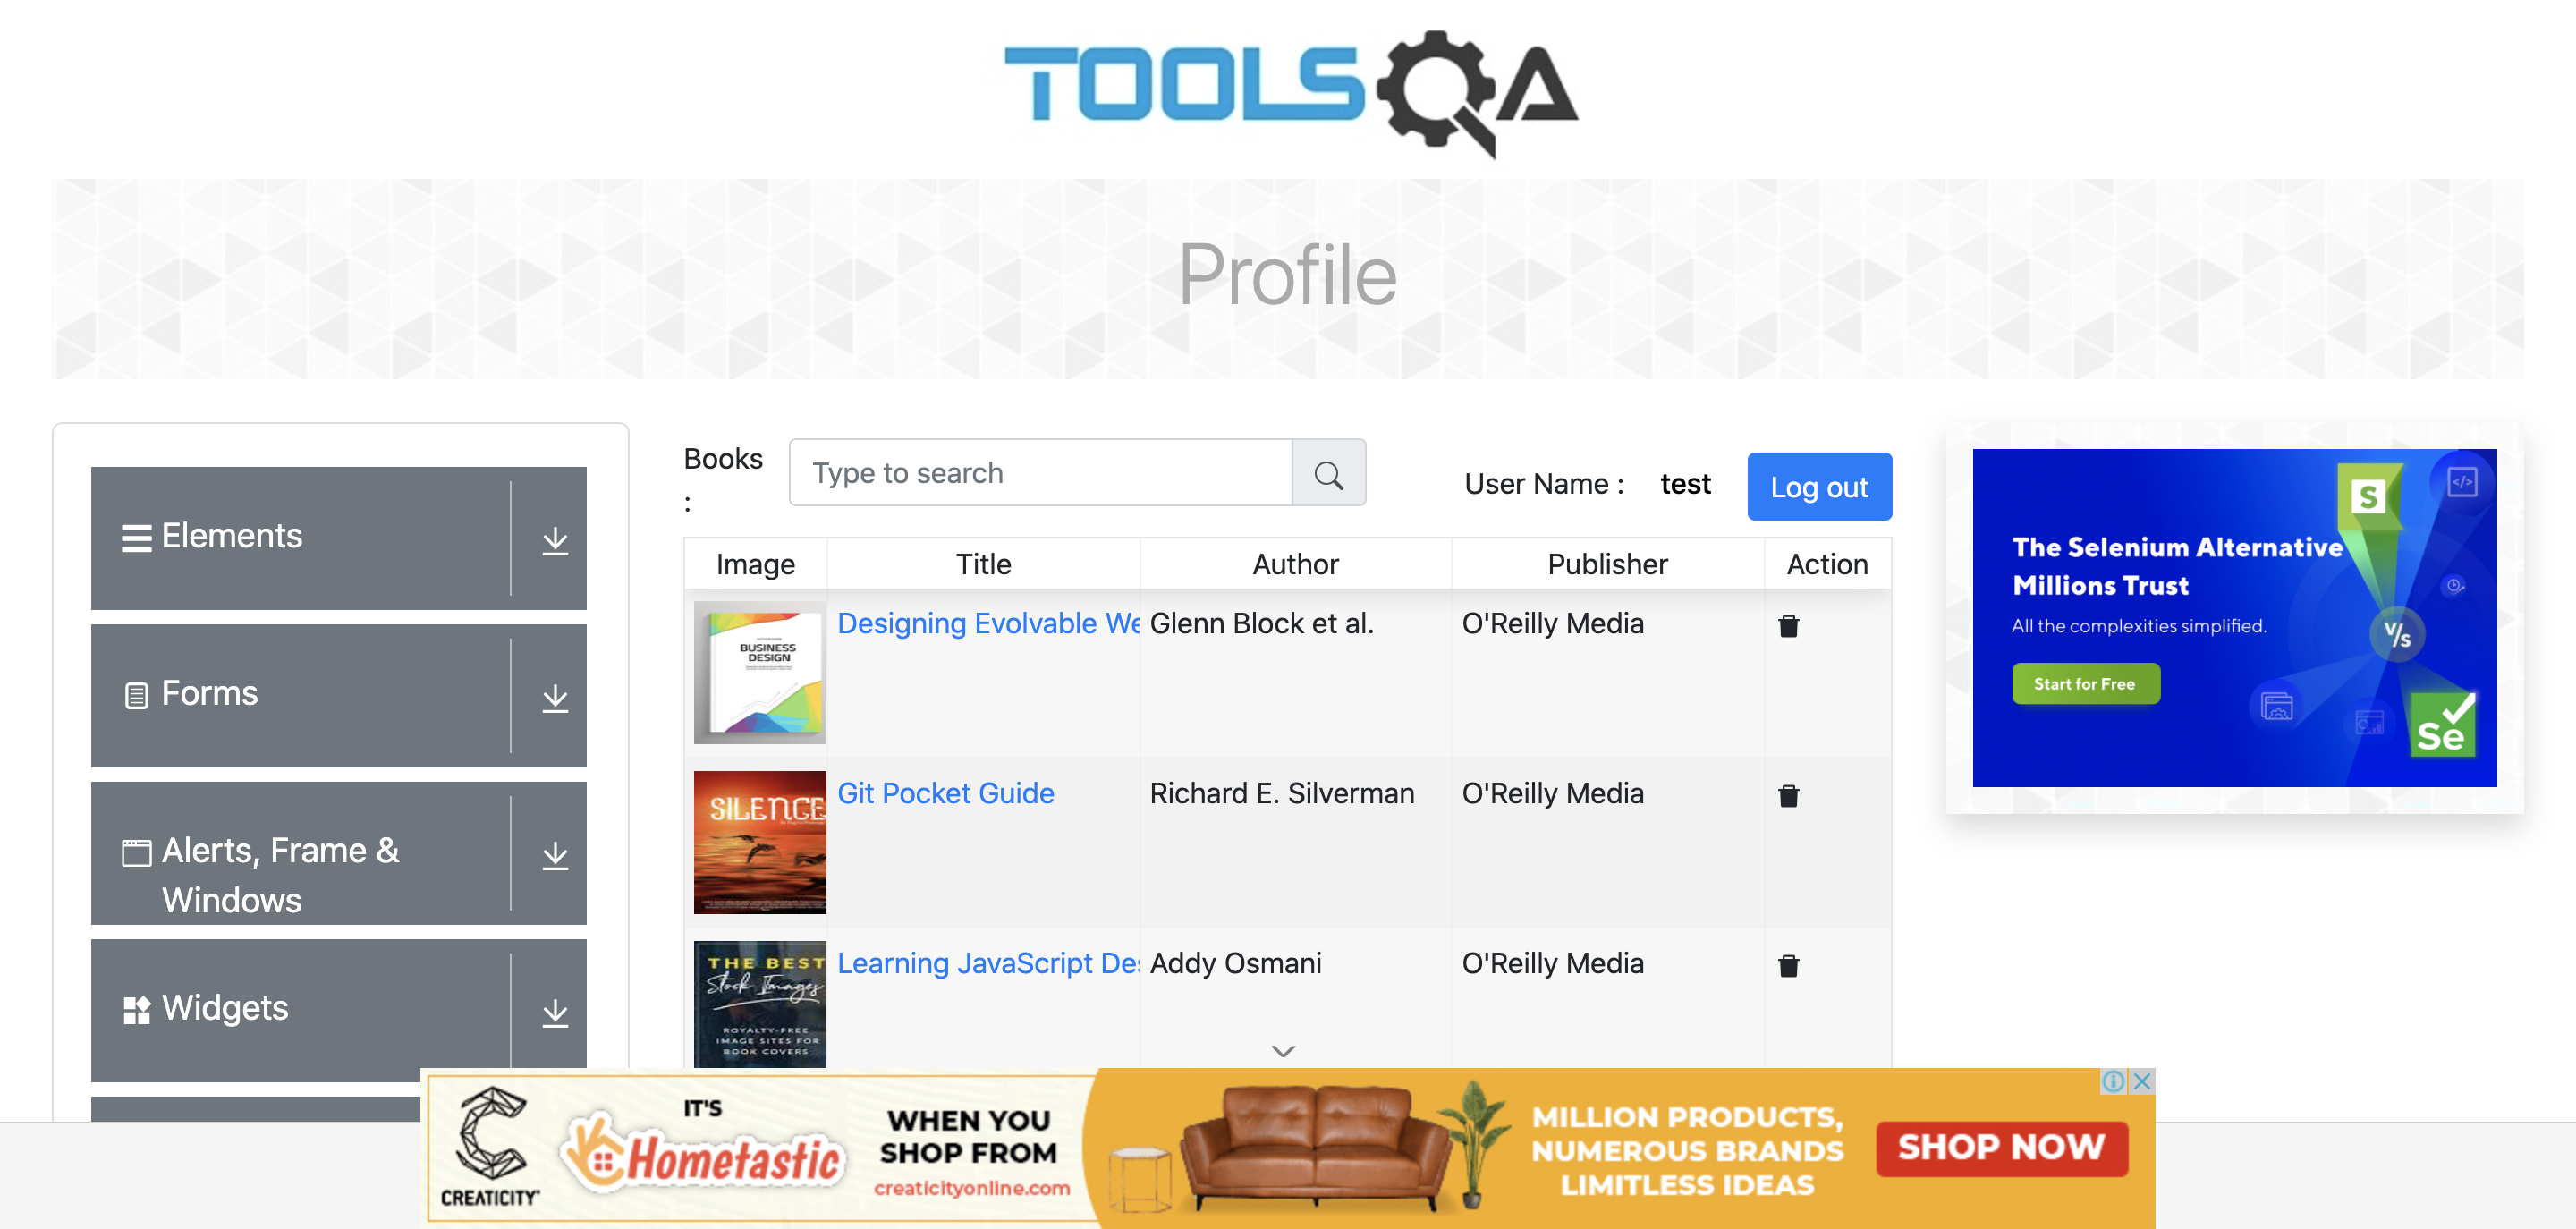 TOOLSQA
Profile
Elements
Forms
Alerts, Frame &
Windows
Widgets
Books
:
Type to search
User Name :
test
Log out
Image
Title
Author
Publisher
Action
BUSINESS
DESIGN
Designing Evolvable We
Glenn Block et al.
O'Reilly Media
SILENCE
Git Pocket Guide
Richard E. Silverman
O'Reilly Media
THE BEST
Stock Images
ROYALTY-FREE
IMAGE SITES FOR
BOOK COVERS
Learning JavaScript Des
Addy Osmani
O'Reilly Media
S
</>
The Selenium Alternative
Millions Trust
All the complexities simplified.
V/s
Start for Free
Se
CREATICITY
IT'S
Hometastic
WHEN YOU
SHOP FROM
creaticityonline.com
MILLION PRODUCTS,
NUMEROUS BRANDS
LIMITLESS IDEAS
SHOP NOW